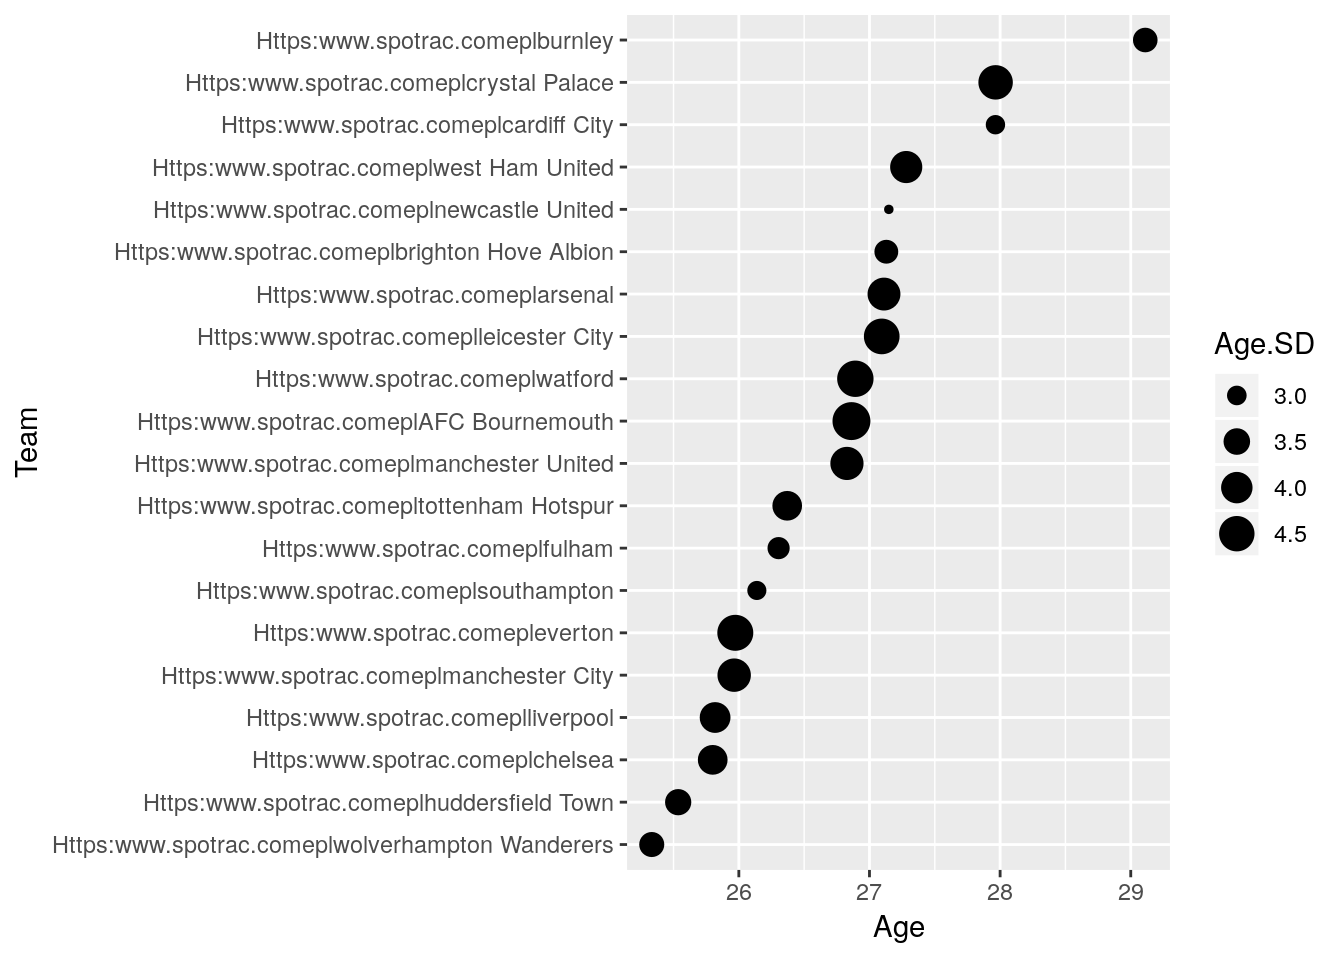 Https:www.spotrac.comeplburnley
Https:www.spotrac.comeplcrystal Palace
Https:www.spotrac.comeplcardiff City
Https:www.spotrac.comeplwest Ham United
Https:www.spotrac.comeplnewcastle United
Https:www.spotrac.comeplbrighton Hove Albion
Https:www.spotrac.comeplarsenal
Https:www.spotrac.comeplleicester City
Https:www.spotrac.comeplwatford
Https:www.spotrac.comeplAFC Bournemouth
Https:www.spotrac.comeplmanchester United
Https:www.spotrac.comepltottenham Hotspur
Https:www.spotrac.comeplfulham
Https:www.spotrac.comeplsouthampton
Https:www.spotrac.comepleverton
Https:www.spotrac.comeplmanchester City
Https:www.spotrac.comeplliverpool
Https:www.spotrac.comeplchelsea
Https:www.spotrac.comeplhuddersfield Town
Https:www.spotrac.comeplwolverhampton Wanderers
Team
26 27 28 29
Age
Age.SD
3.0
3.5
4.0
4.5